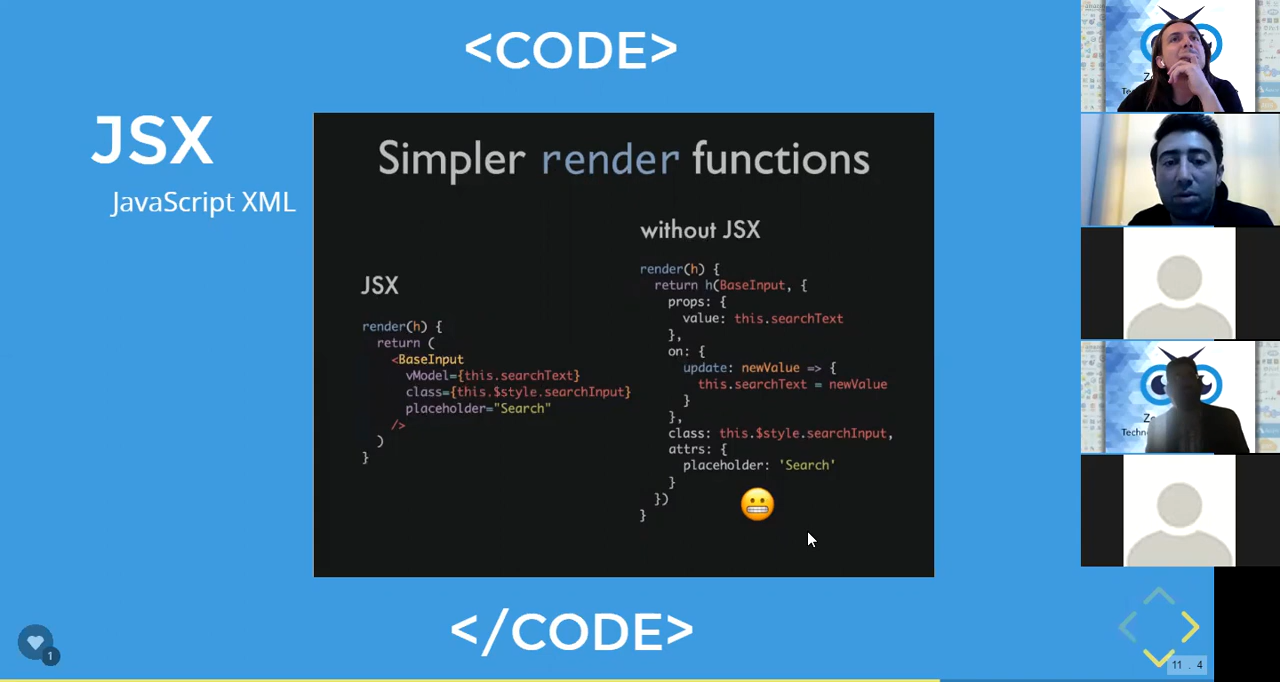 <CODE>
JSX
JavaScript XML
Simpler render functions
JSX
render(h) {
return (
<BaseInput
vModel={this.searchText}
class={this.$style.searchInput}
placeholder="Search"
/>
)
}
without JSX
render(h) {
return h(BaseInput, {
props: {
value: this.searchText
},
on: {
update: newValue => {
this.searchText = newValue
}
},
class: this.$style.searchInput,
attrs: {
placeholder: 'Search'
}
})
}
</CODE>
1
11 . 4